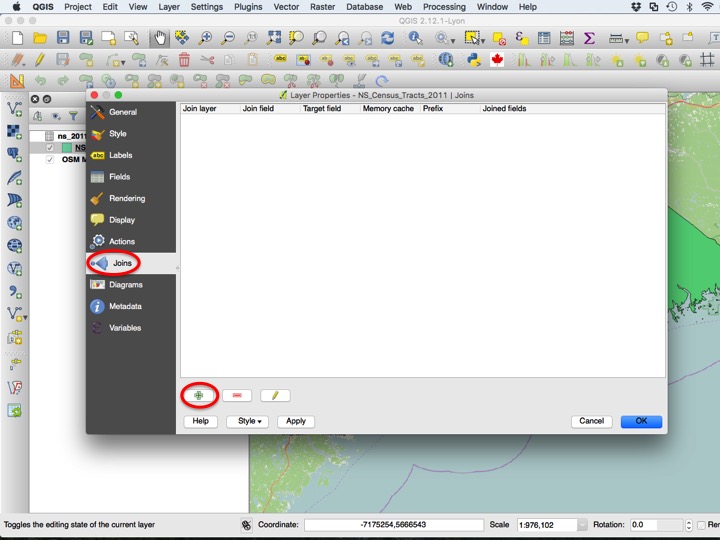 QGIS Project Edit View Layer Settings Plugins Vector Raster Database Web Processing Window Help
QGIS 2.12.1-Lyon
Layer Properties - NS_Census_Tracts_2011 | Joins
General
Style
Labels
Fields
Rendering
Display
Actions
Joins
Diagrams
Metadata
Variables
Join layer Join field Target field Memory cache Prefix Joined fields
ns_2011
NS
OSM M
Help Style Apply Cancel OK
Toggles the editing state of the current layer Coordinate: -7175254,5666543 Scale 1:976,102 Rotation: 0.0 Ren